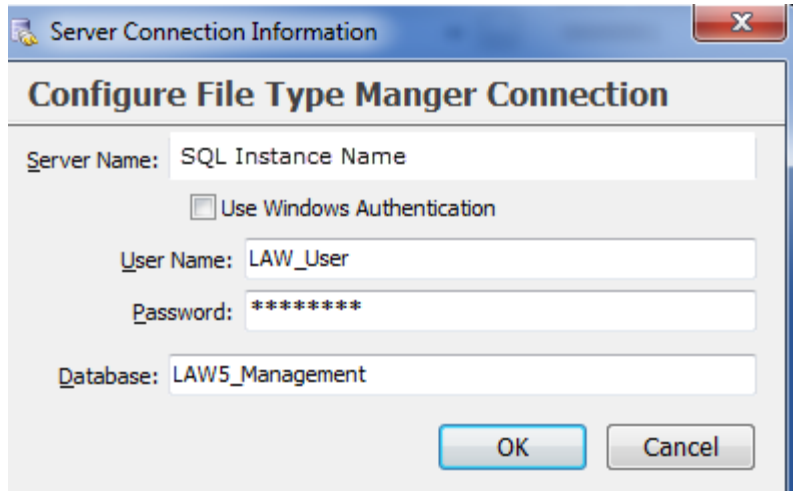 Server Connection Information
Configure File Type Manger Connection
Server Name: SQL Instance Name
Use Windows Authentication
User Name: LAW_User
Password: ********
Database: LAW5_Management
OK Cancel